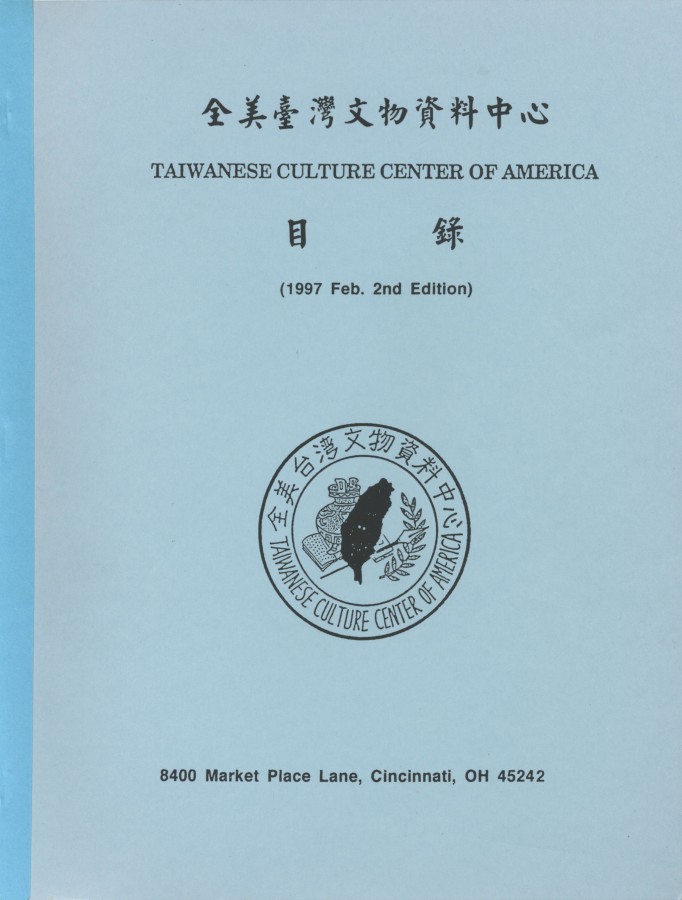 全美臺灣文物資料中心
TAIWANESE CULTURE CENTER OF AMERICA
目 錄
(1997 Feb. 2nd Edition)
全美台湾文物資料中心
TAIWANESE CULTURE CENTER OF AMERICA
8400 Market Place Lane, Cincinnati, OH 45242